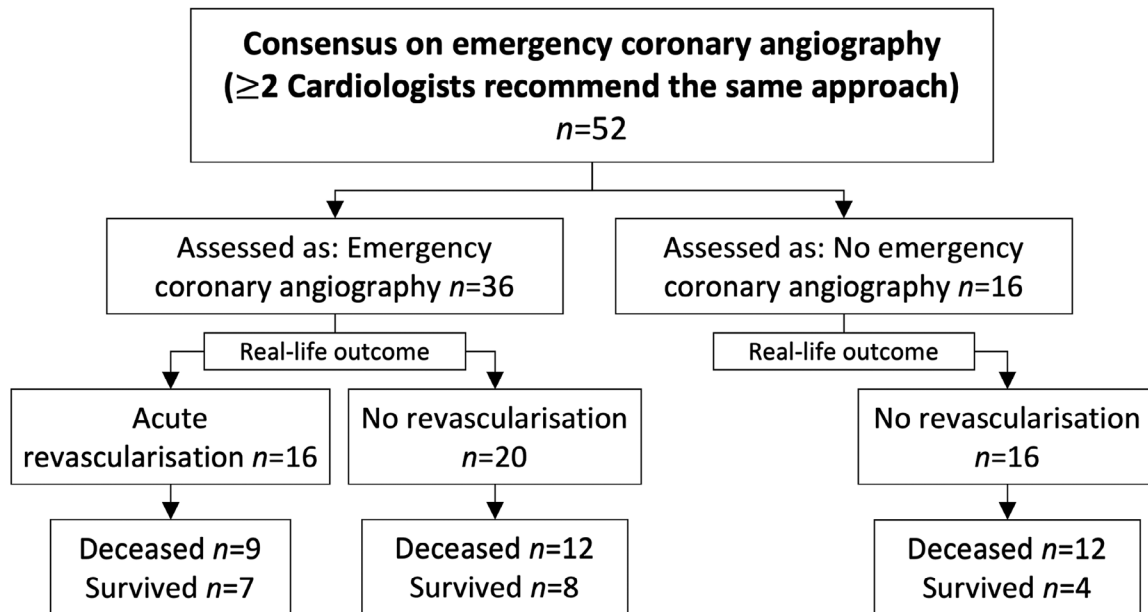 Consensus on emergency coronary angiography
(≥2 Cardiologists recommend the same approach)
n=52
Assessed as: Emergency
coronary angiography n=36
Assessed as: No emergency
coronary angiography n=16
Real-life outcome
Real-life outcome
Acute
revascularisation n=16
No revascularisation
n=20
No revascularisation
n=16
Deceased n=9
Survived n=7
Deceased n=12
Survived n=8
Deceased n=12
Survived n=4